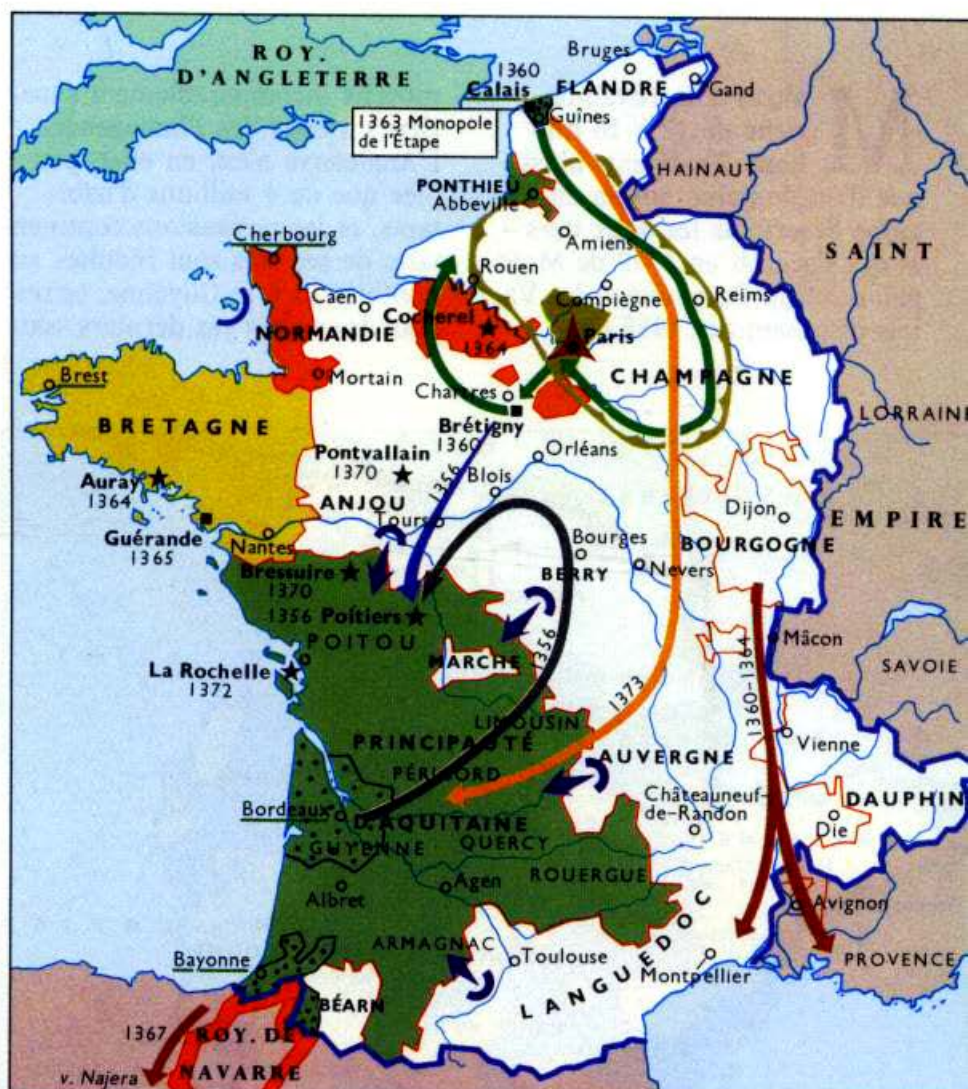 ROY.
D'ANGLETERRE
Bruges
1360
Calais
FLANDRE
Gand
Guînes
1363 Monopole
de l'Étape
HAINAUT
PONTHIEU
Abbeville
Amiens
SAINT
Cherbourg
Rouen
Compiègne
Reims
Caen
Cocherel
1364
Paris
NORMANDIE
Mortain
Chartres
CHAMPAGNE
Brest
LORRAINE
BRETAGNE
Brétigny
1360
Orléans
Pontvallain
1370
1356
Blois
Auray
1364
ANJOU
Tours
Dijon
EMPIRE
Guérande
1365
Nantes
Bourges
BOURGOGNE
BERRY
Nevers
Bressuire
1370
1356 Poitiers
POITOU
MARCHE
1356
Mâcon
La Rochelle
1372
SAVOIE
1373
1360-1364
LIMOUSIN
PRINCIPAUTÉ
PÉRIGORD
AUVERGNE
Vienne
Bordeaux
D'AQUITAINE
Châteauneuf-
de-Randon
DAUPHIN
Die
GUYENNE
QUERCY
ROUERGUE
Albret
Agen
Avignon
ARMAGNAC
Toulouse
LANGUEDOC
Montpellier
PROVENCE
Bayonne
BÉARN
1367
ROY. DE
NAVARRE
v. Najera